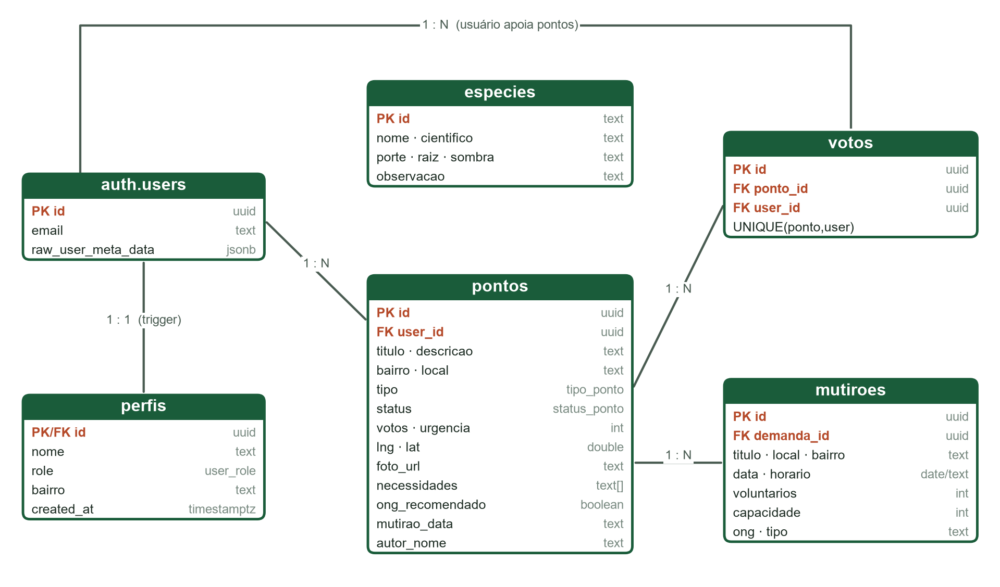 1 : N  (usuário apoia pontos)
especies
PK id text
nome · cientifico text
porte · raiz · sombra text
observacao text
votos
PK id uuid
FK ponto_id uuid
FK user_id uuid
UNIQUE(ponto,user)
auth.users
PK id uuid
email text
raw_user_meta_data jsonb
1 : N
1 : N
1 : 1  (trigger)
pontos
PK id uuid
FK user_id uuid
titulo · descricao text
bairro · local text
tipo tipo_ponto
status status_ponto
votos · urgencia int
lng · lat double
foto_url text
necessidades text[]
ong_recomendado boolean
mutirao_data text
autor_nome text
perfis
PK/FK id uuid
nome text
role user_role
bairro text
created_at timestamptz
1 : N
mutiroes
PK id uuid
FK demanda_id uuid
titulo · local · bairro text
data · horario date/text
voluntarios int
capacidade int
ong · tipo text